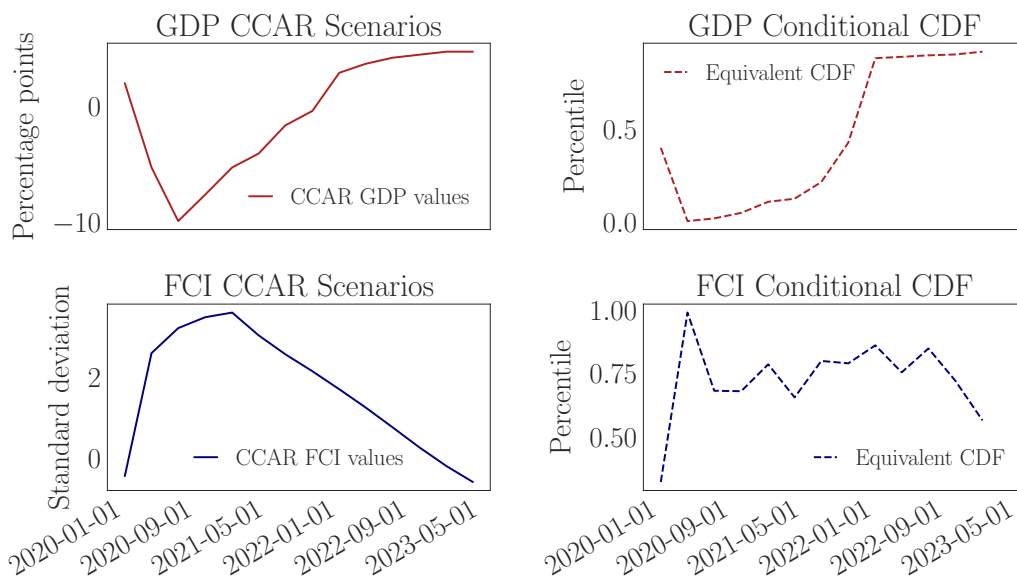 GDP CCAR Scenarios
Percentage points
0
−10
CCAR GDP values
GDP Conditional CDF
Percentile
0.5
0.0
Equivalent CDF
FCI CCAR Scenarios
Standard deviation
2
0
CCAR FCI values
2020-01-01
2020-09-01
2021-05-01
2022-01-01
2022-09-01
2023-05-01
FCI Conditional CDF
Percentile
1.00
0.75
0.50
Equivalent CDF
2020-01-01
2020-09-01
2021-05-01
2022-01-01
2022-09-01
2023-05-01